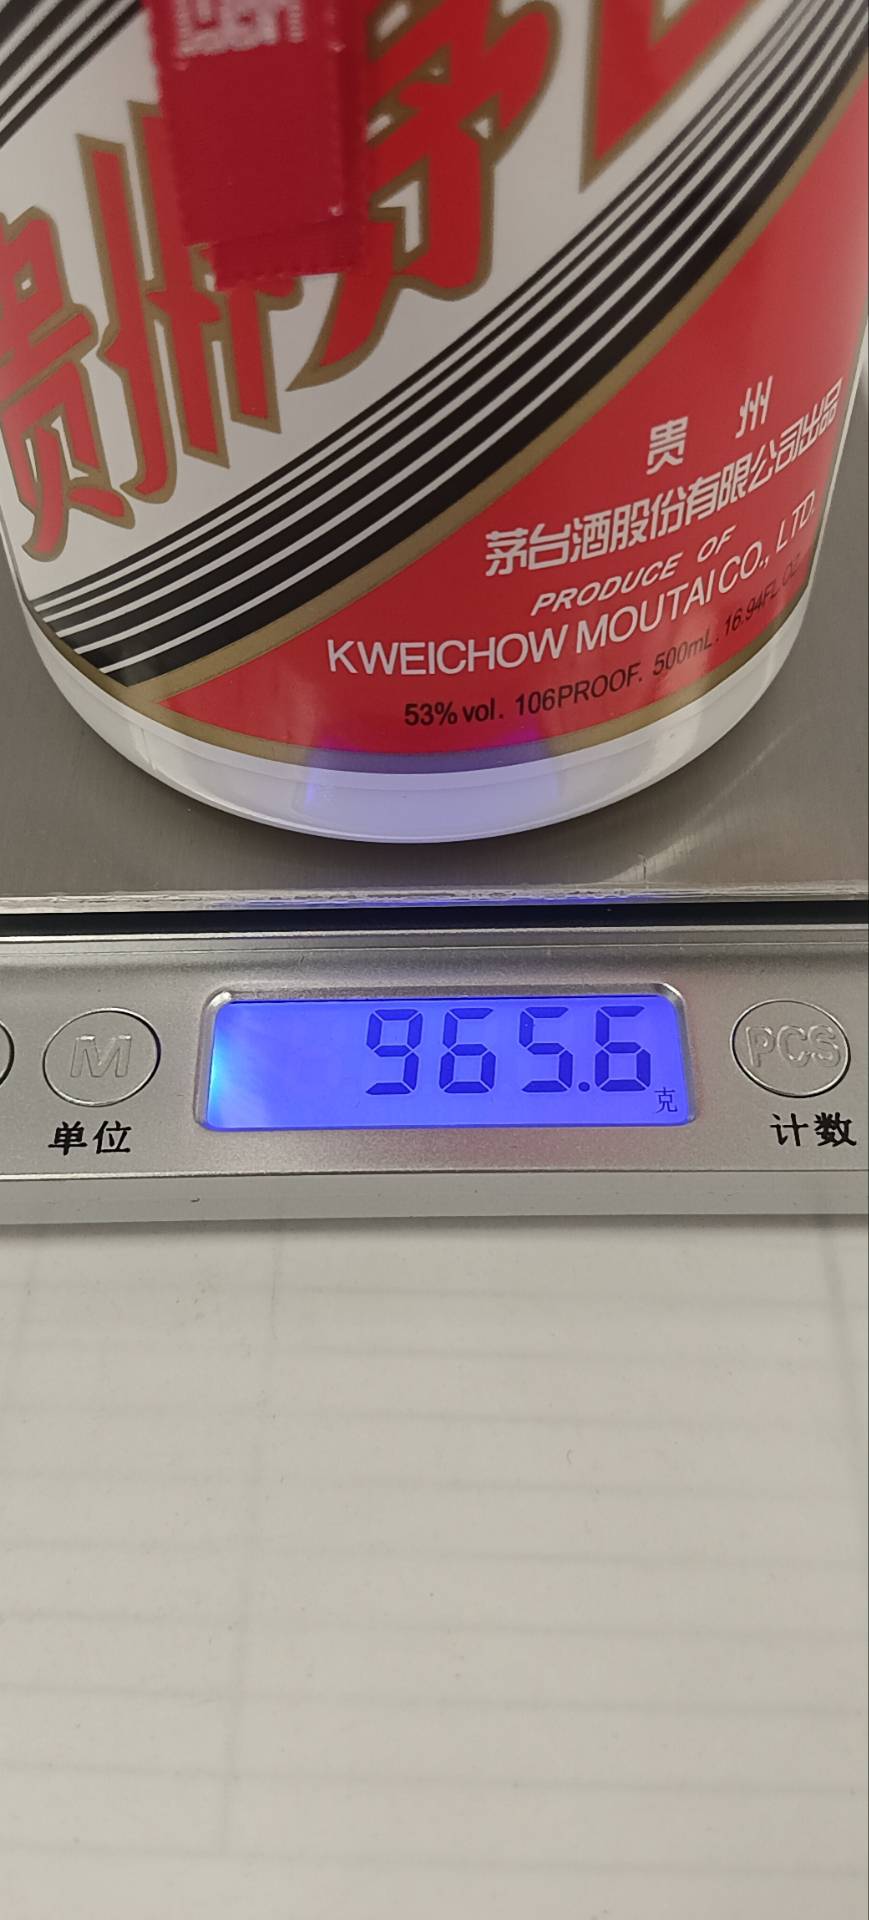 贵州茅
贵州
茅台酒股份有限公司出品
PRODUCE OF
KWEICHOW MOUTAI CO., LTD.
53% vol. 106PROOF. 500mL. 16.94FL.OZ
965.6
克
M
PCS
单位
计数